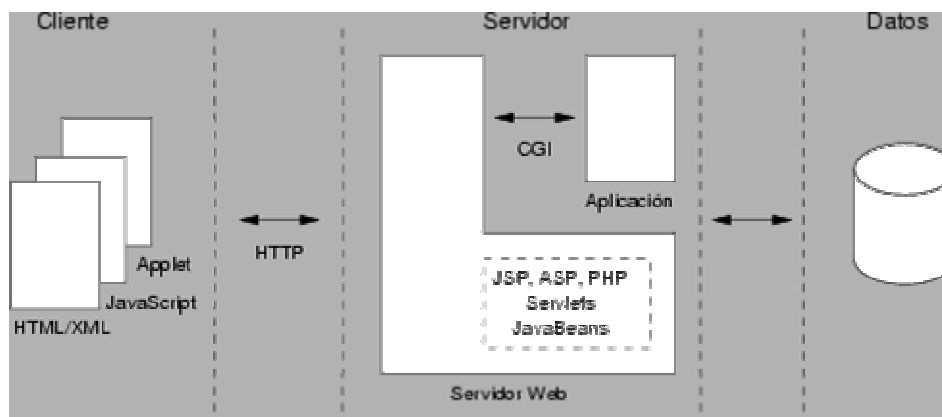 Cliente
Servidor
Datos
CGI
Aplicación
HTTP
Applet
JavaScript
HTML/XML
JSP, ASP, PHP
Servlets
JavaBeans
Servidor Web